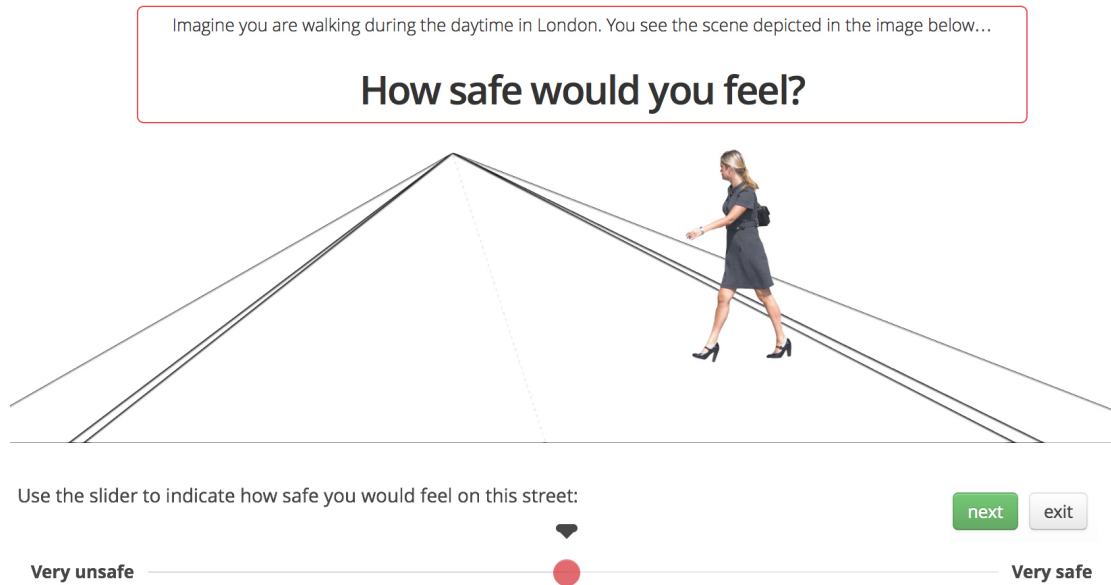 Imagine you are walking during the daytime in London. You see the scene depicted in the image below...
How safe would you feel?
Use the slider to indicate how safe you would feel on this street:
next exit
Very unsafe Very safe